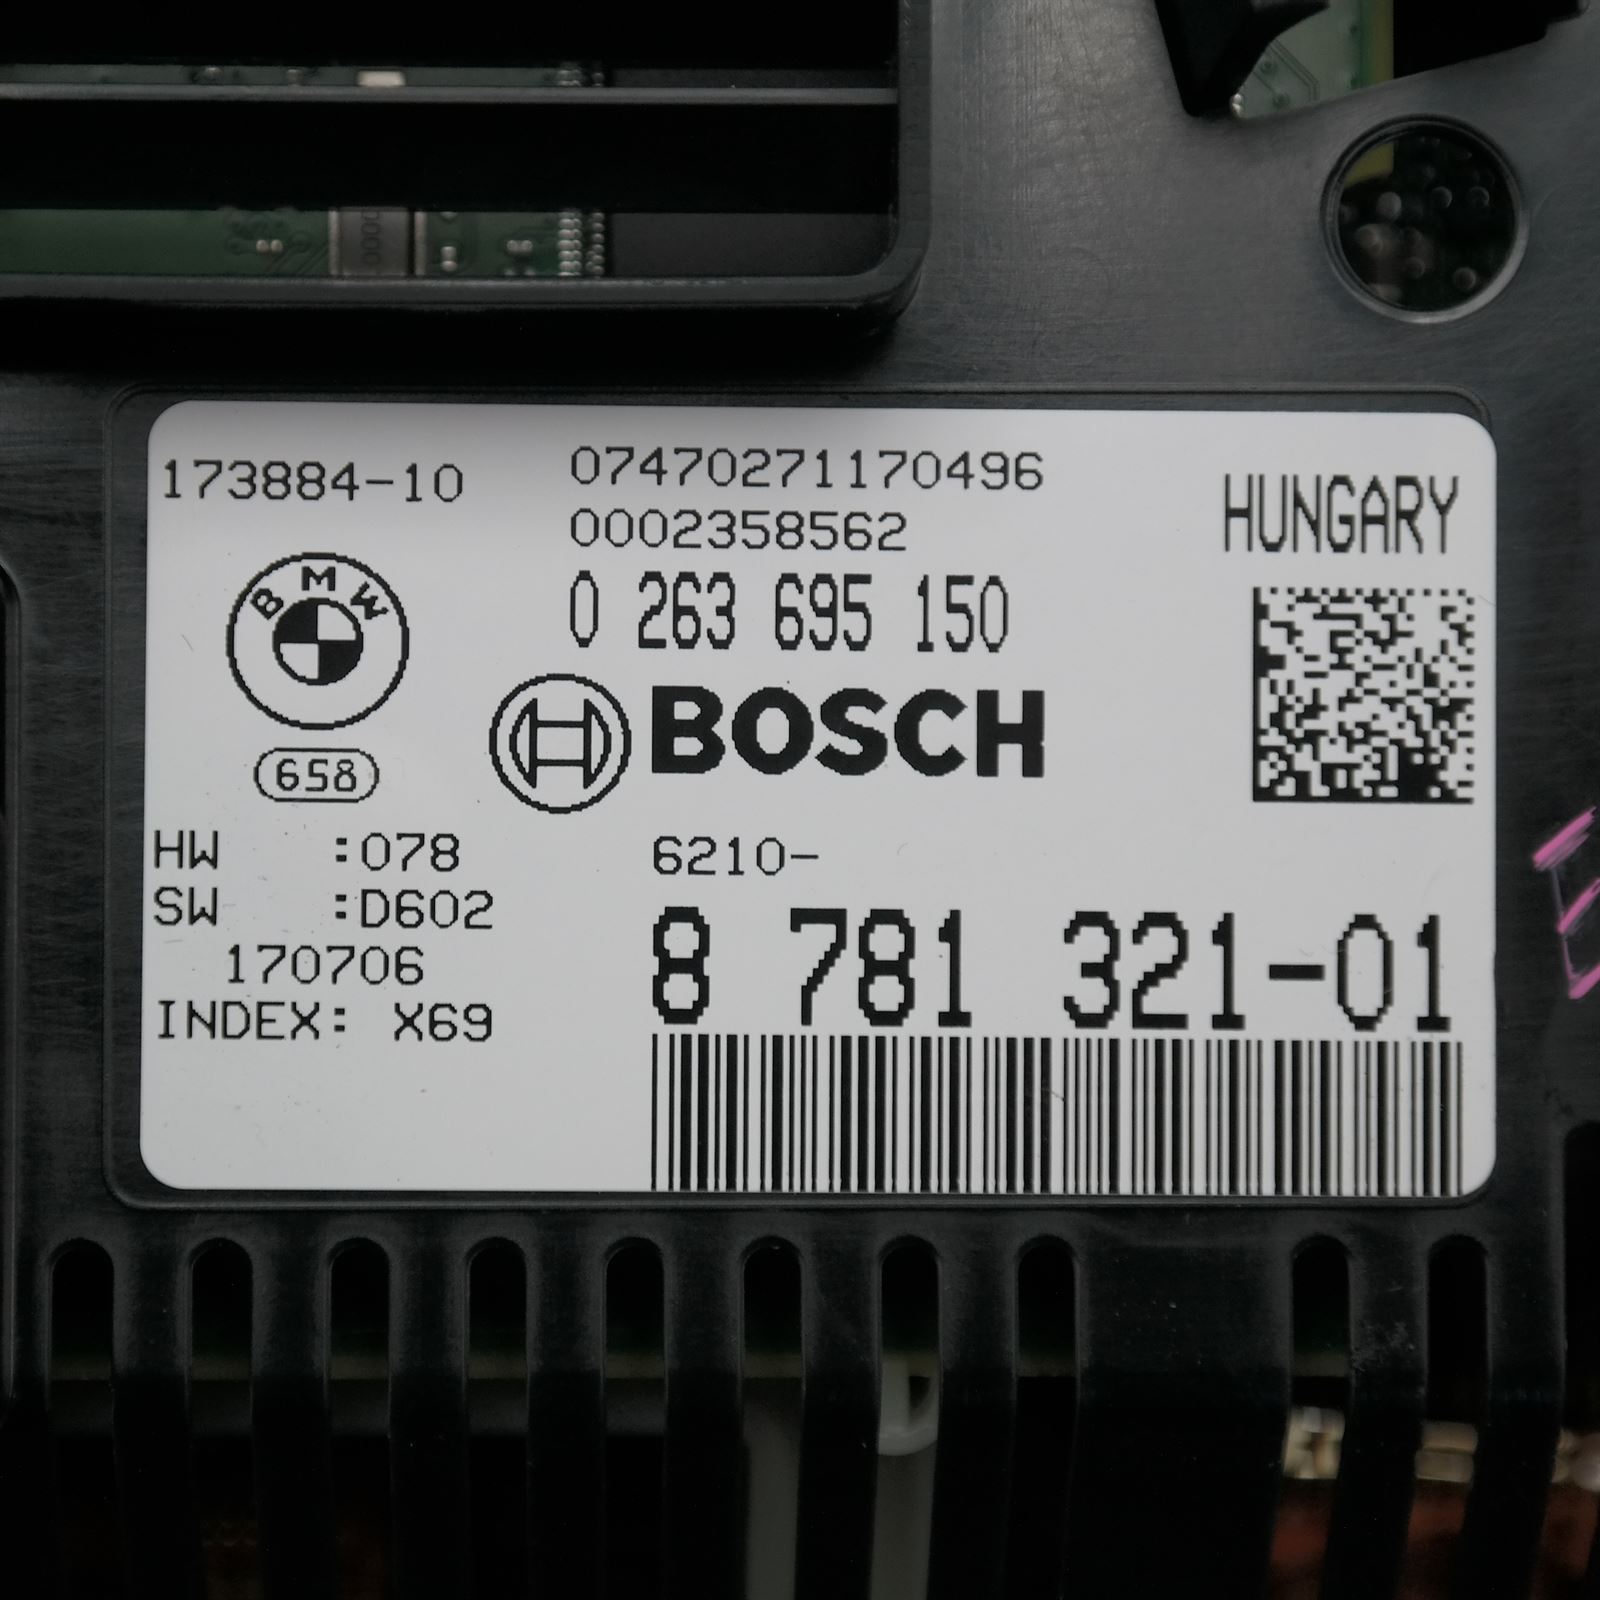 173884-10
07470271170496
0002358562
0 263 695 150
HUNGARY
BMW
658
BOSCH
HW :078
SW :D602
170706
INDEX: X69
6210-
8 781 321-01